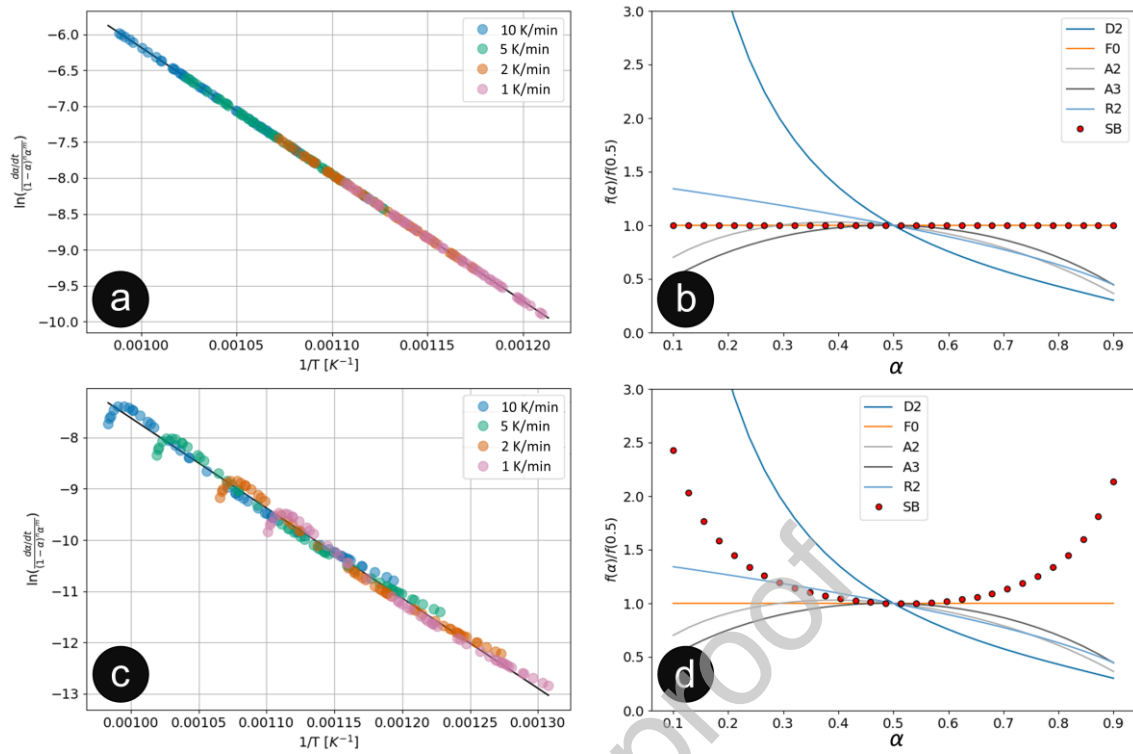 −6.0
−6.5
−7.0
−7.5
−8.0
−8.5
−9.0
−9.5
−10.0
ln(dα/dt / (1 − α)ⁿαᵐ)
10 K/min
5 K/min
2 K/min
1 K/min
a
0.00100 0.00105 0.00110 0.00115 0.00120
1/T [K⁻¹]
3.0
2.5
2.0
1.5
1.0
0.5
0.0
f(α)/f(0.5)
D2
F0
A2
A3
R2
SB
b
0.1 0.2 0.3 0.4 0.5 0.6 0.7 0.8 0.9
α
−8
−9
−10
−11
−12
−13
ln(dα/dt / (1 − α)ⁿαᵐ)
10 K/min
5 K/min
2 K/min
1 K/min
c
0.00100 0.00105 0.00110 0.00115 0.00120 0.00125 0.00130
1/T [K⁻¹]
3.0
2.5
2.0
1.5
1.0
0.5
0.0
f(α)/f(0.5)
D2
F0
A2
A3
R2
SB
d
0.1 0.2 0.3 0.4 0.5 0.6 0.7 0.8 0.9
α
proof